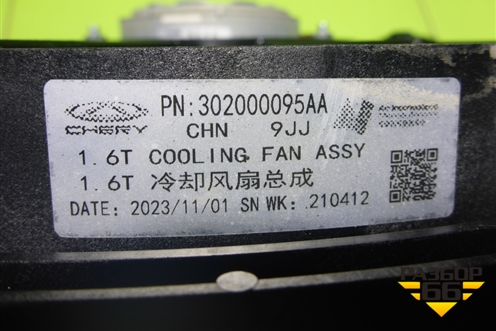 PN:302000095AA
CHERY
CHN 9JJ
1.6T COOLING FAN ASSY
1.6T 冷却风扇总成
DATE: 2023/11/01 SN WK: 210412
РАЗБОР
66